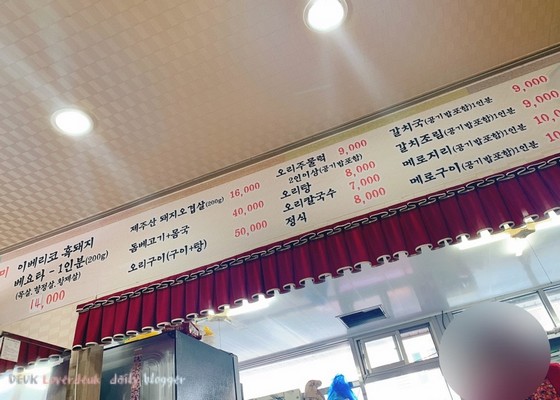 미
이베리코 흑돼지
베요타 - 1인분(200g)
(목살, 갈빗살, 황제살)
14,000
제주산 돼지오겹살(200g) 16,000
돔베고기+몸국 40,000
오리구이(구이+탕) 50,000
오리주물럭 9,000
2인이상(공기밥포함)
오리탕 8,000
오리칼국수 7,000
정식 8,000
갈치국(공기밥포함)1인분 9,000
갈치조림(공기밥포함)1인분 9,000
메로지리(공기밥포함)1인분
메로구이(공기밥포함)1인분
DEUK Loverdeuk daily blogger